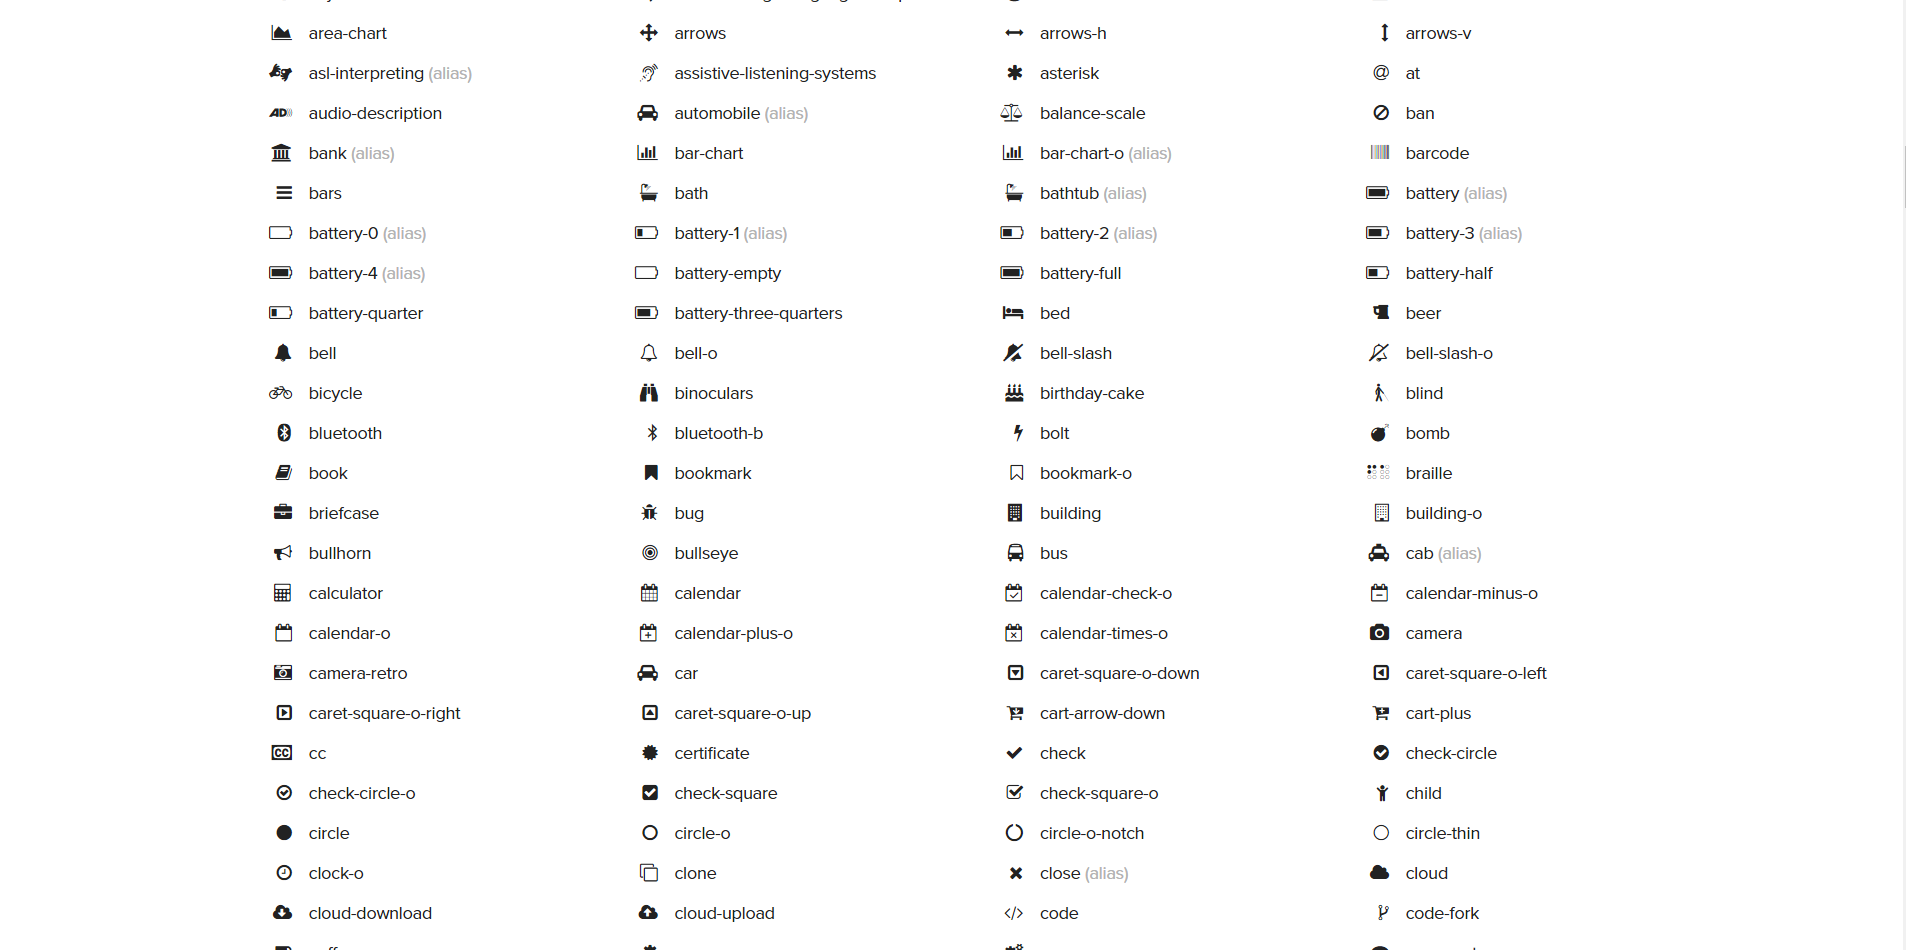 area-chart arrows arrows-h arrows-v
asl-interpreting (alias) assistive-listening-systems asterisk at
audio-description automobile (alias) balance-scale ban
bank (alias) bar-chart bar-chart-o (alias) barcode
bars bath bathtub (alias) battery (alias)
battery-0 (alias) battery-1 (alias) battery-2 (alias) battery-3 (alias)
battery-4 (alias) battery-empty battery-full battery-half
battery-quarter battery-three-quarters bed beer
bell bell-o bell-slash bell-slash-o
bicycle binoculars birthday-cake blind
bluetooth bluetooth-b bolt bomb
book bookmark bookmark-o braille
briefcase bug building building-o
bullhorn bullseye bus cab (alias)
calculator calendar calendar-check-o calendar-minus-o
calendar-o calendar-plus-o calendar-times-o camera
camera-retro car caret-square-o-down caret-square-o-left
caret-square-o-right caret-square-o-up cart-arrow-down cart-plus
cc certificate check check-circle
check-circle-o check-square check-square-o child
circle circle-o circle-o-notch circle-thin
clock-o clone close (alias) cloud
cloud-download cloud-upload code code-fork